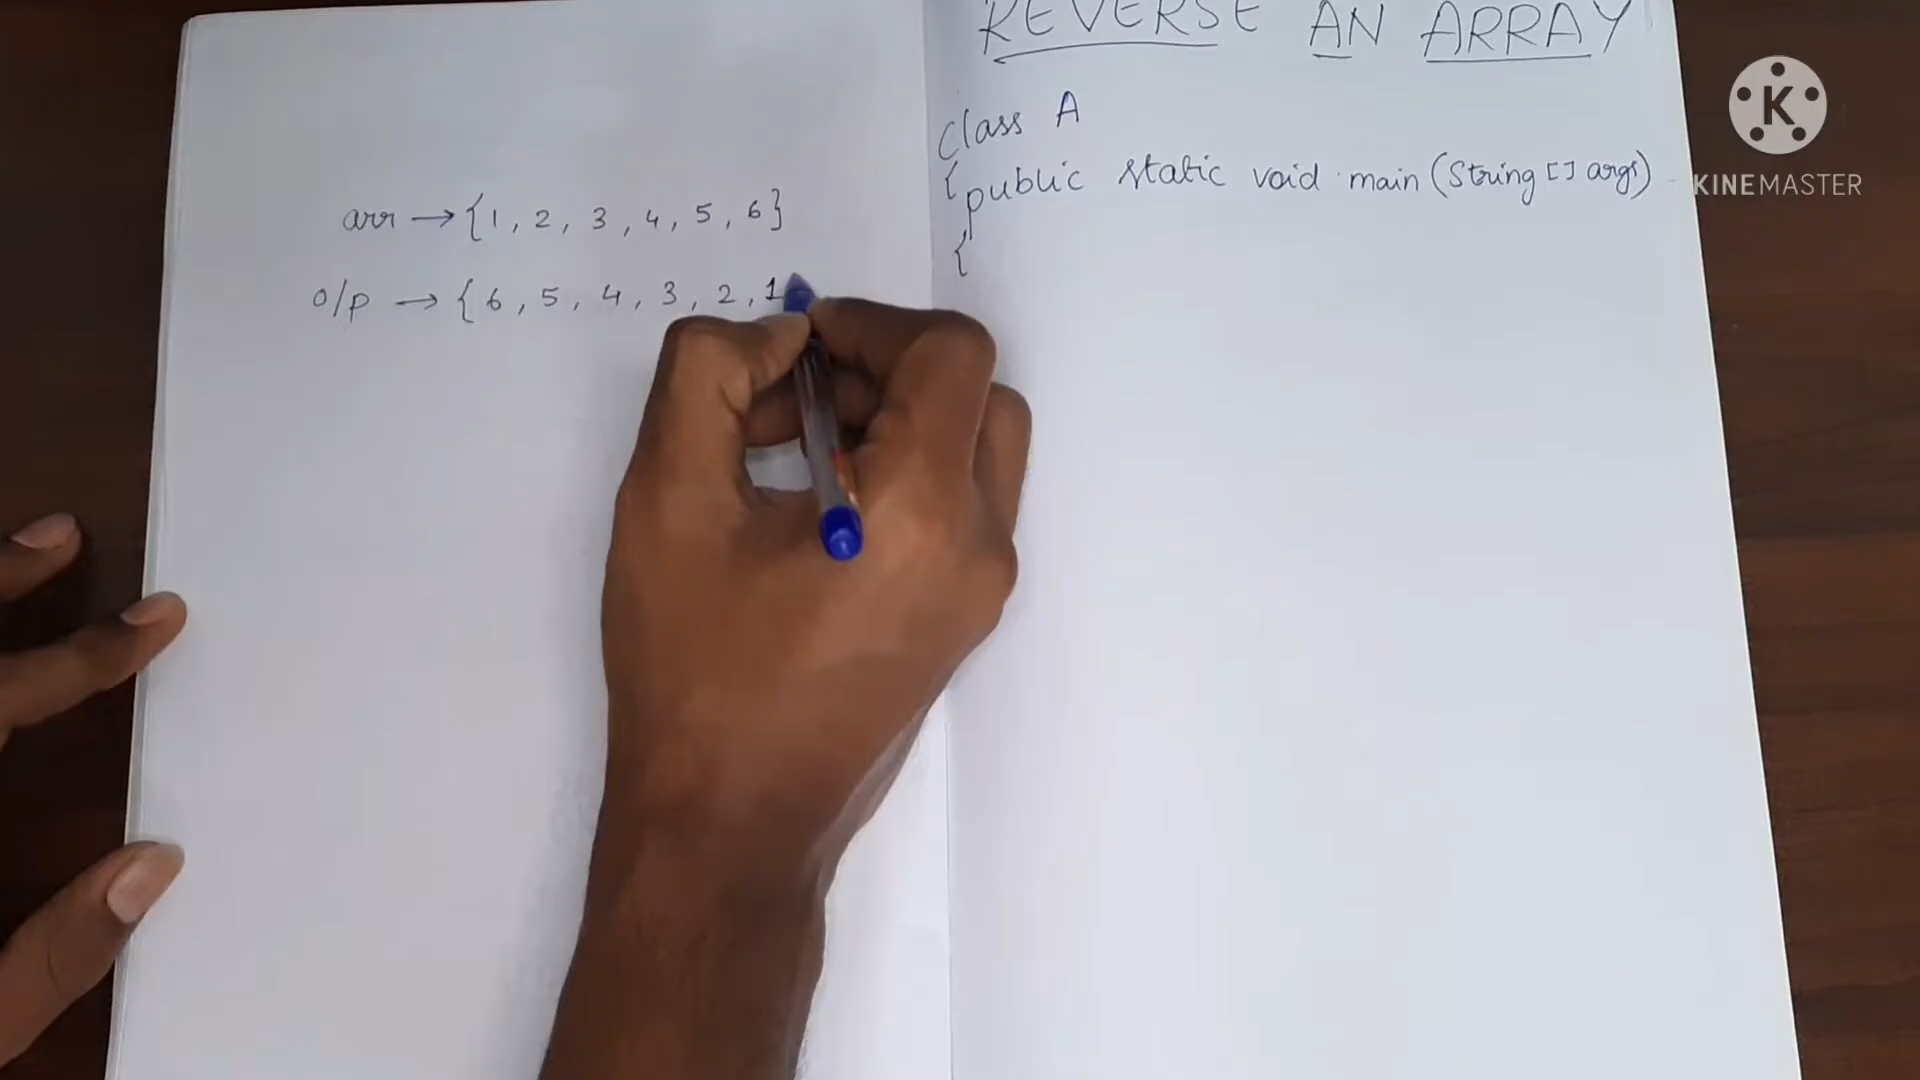 arr → {1, 2, 3, 4, 5, 6}
o/p → {6, 5, 4, 3, 2, 1
REVERSE AN ARRAY
Class A
{ public static void main (String [] args)
{
K
KINEMASTER